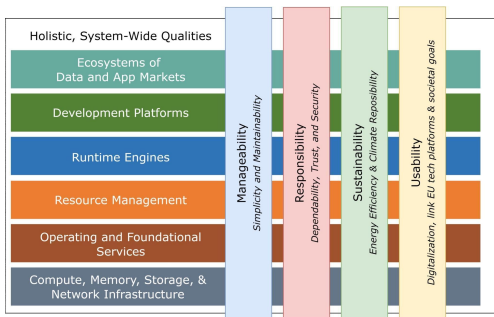 Holistic, System-Wide Qualities
Ecosystems of
Data and App Markets
Development Platforms
Runtime Engines
Resource Management
Operating and Foundational
Services
Compute, Memory, Storage, &
Network Infrastructure
Manageability
Simplicity and Maintainability
Responsibility
Dependability, Trust, and Security
Sustainability
Energy Efficiency & Climate Reposibility
Usability
Digitalization, link EU tech platforms & societal goals